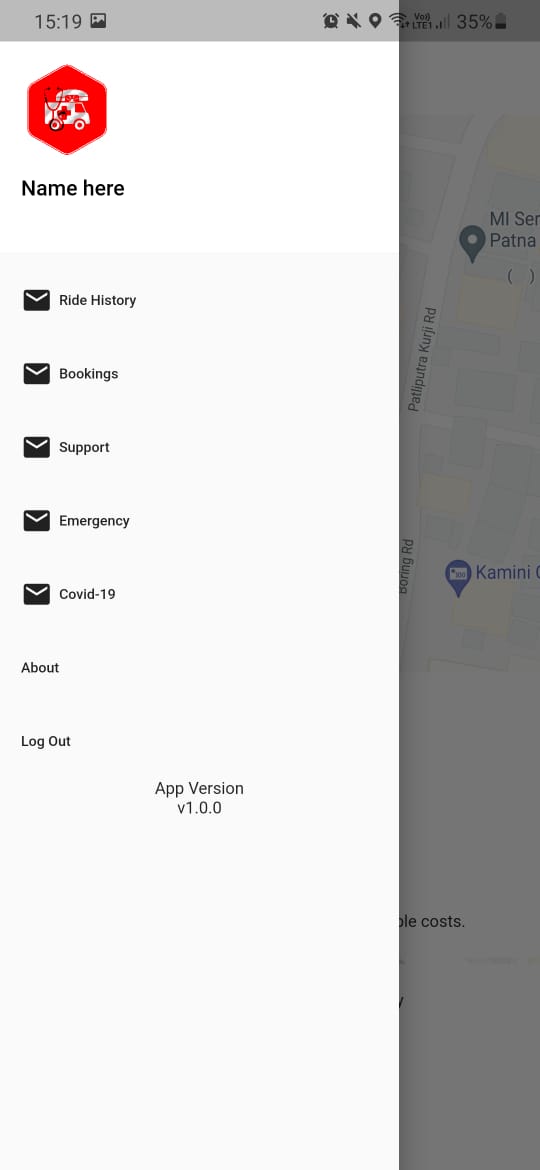 15:19
Vo)) LTE1 35%
Name here
Ride History
Bookings
Support
Emergency
Covid-19
About
Log Out
App Version
v1.0.0
MI Ser
Patna
( )
Patliputra Kurji Rd
Boring Rd
Kamini
ble costs.
y